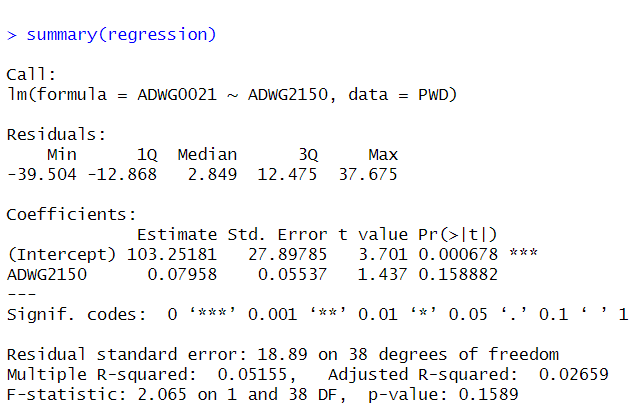 > summary(regression)
Call:
lm(formula = ADWG0021 ~ ADWG2150, data = PWD)
Residuals:
    Min      1Q  Median      3Q     Max
-39.504 -12.868   2.849  12.475  37.675
Coefficients:
             Estimate Std. Error t value Pr(>|t|)
(Intercept) 103.25181   27.89785   3.701 0.000678 ***
ADWG2150      0.07958    0.05537   1.437 0.158882
---
Signif. codes:  0 ‘***’ 0.001 ‘**’ 0.01 ‘*’ 0.05 ‘.’ 0.1 ‘ ’ 1
Residual standard error: 18.89 on 38 degrees of freedom
Multiple R-squared:  0.05155,   Adjusted R-squared:  0.02659
F-statistic: 2.065 on 1 and 38 DF,  p-value: 0.1589